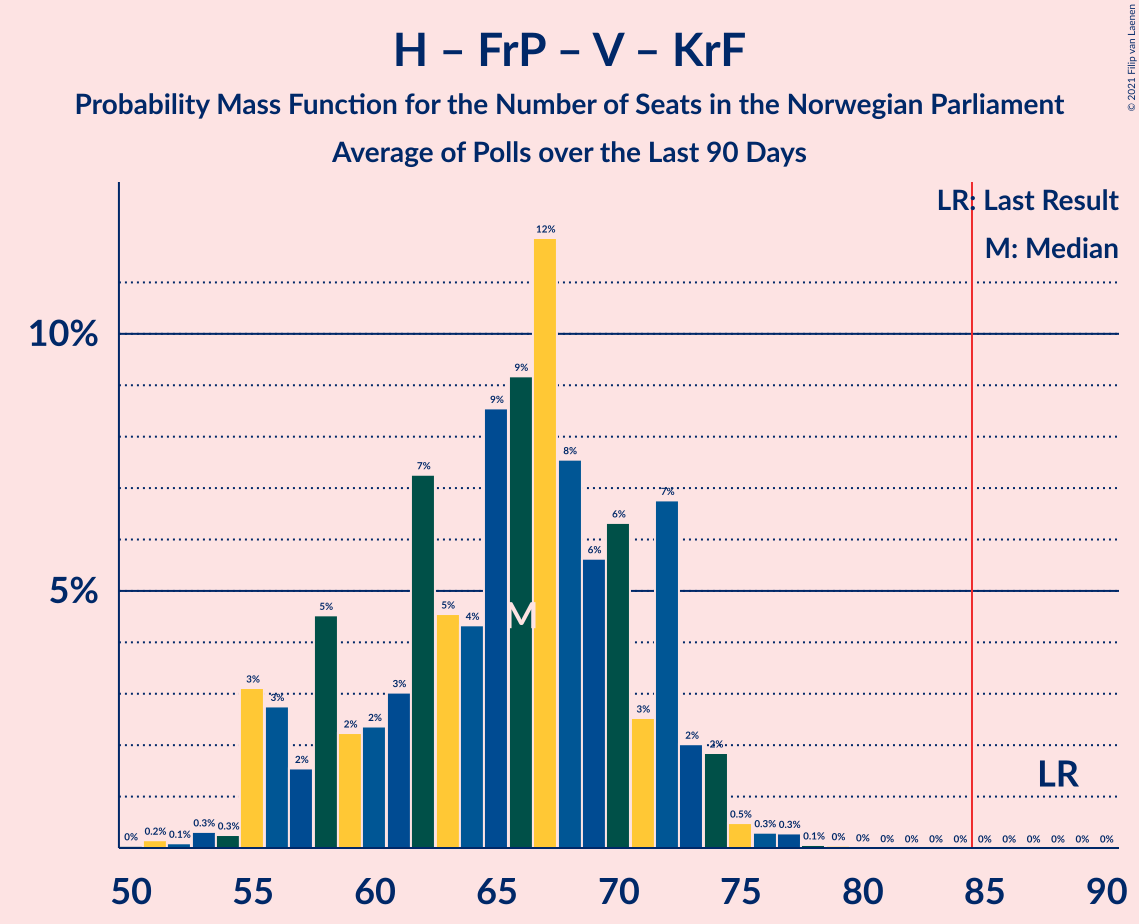 H – FrP – V – KrF
Probability Mass Function for the Number of Seats in the Norwegian Parliament
Average of Polls over the Last 90 Days
© 2021 Filip van Laenen
LR: Last Result
M: Median
10%
5%
0% 0.2% 0.1% 0.3% 0.3% 3% 3% 2% 5% 2% 2% 3% 7% 5% 4% 9% 9% 12% 8% 6% 6% 3% 7% 2% 2% 0.5% 0.3% 0.3% 0.1% 0% 0% 0% 0% 0% 0% 0% 0% 0% 0% 0% 0%
M
LR
50 55 60 65 70 75 80 85 90